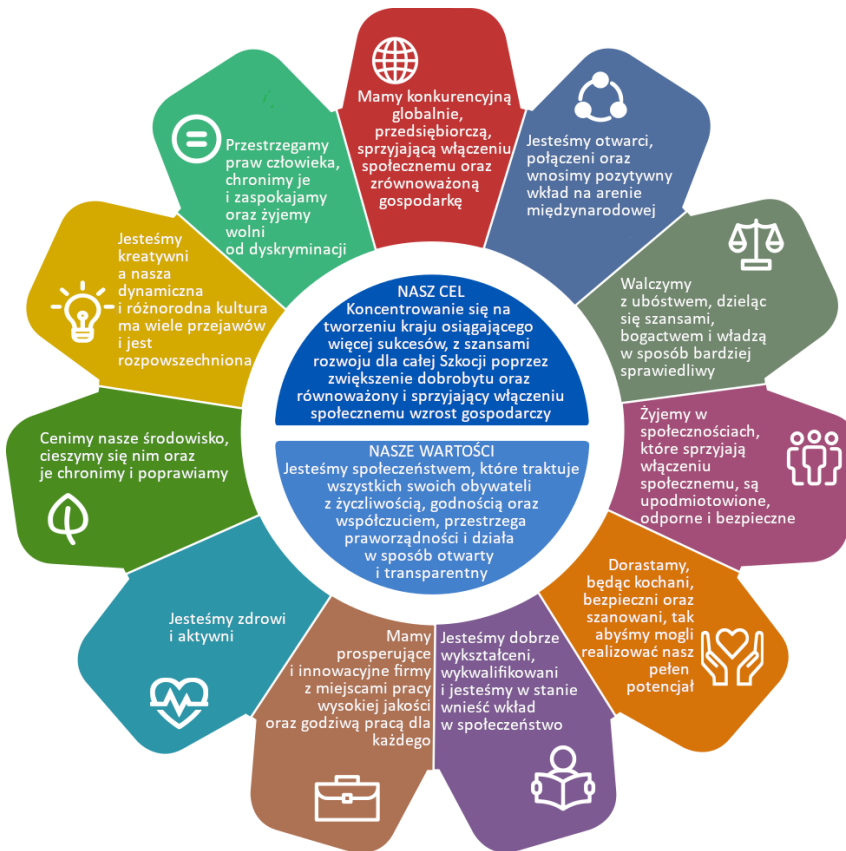 Mamy konkurencyjną
globalnie,
przedsiębiorczą,
sprzyjającą włączeniu
społecznemu oraz
zrównoważoną
gospodarkę
Jesteśmy otwarci,
połączeni oraz
wnosimy pozytywny
wkład na arenie
międzynarodowej
Walczymy
z ubóstwem, dzieląc
się szansami,
bogactwem i władzą
w sposób bardziej
sprawiedliwy
Żyjemy w
społecznościach,
które sprzyjają
włączeniu
społecznemu, są
upodmiotowione,
odporne i bezpieczne
Dorastamy,
będąc kochani,
bezpieczni oraz
szanowani, tak
abyśmy mogli
realizować nasz
pełen
potencjał
Jesteśmy dobrze
wykształceni,
wykwalifikowani
i jesteśmy w stanie
wnieść wkład
w społeczeństwo
Mamy
prosperujące
i innowacyjne firmy
z miejscami pracy
wysokiej jakości
oraz godziwą pracą dla
każdego
Jesteśmy zdrowi
i aktywni
Cenimy nasze środowisko,
cieszymy się nim oraz
je chronimy i poprawiamy
Jesteśmy
kreatywni
a nasza
dynamiczna
i różnorodna kultura
ma wiele przejawów
i jest
rozpowszechniona
Przestrzegamy
praw człowieka,
chronimy je
i zaspokajamy
oraz żyjemy
wolni
od dyskryminacji
NASZ CEL
Koncentrowanie się na
tworzeniu kraju osiągającego
więcej sukcesów, z szansami
rozwoju dla całej Szkocji poprzez
zwiększenie dobrobytu oraz
równoważony i sprzyjający włączeniu
społecznemu wzrost gospodarczy
NASZE WARTOŚCI
Jesteśmy społeczeństwem, które traktuje
wszystkich swoich obywateli
z życzliwością, godnością oraz
współczuciem, przestrzega
praworządności i działa
w sposób otwarty
i transparentny